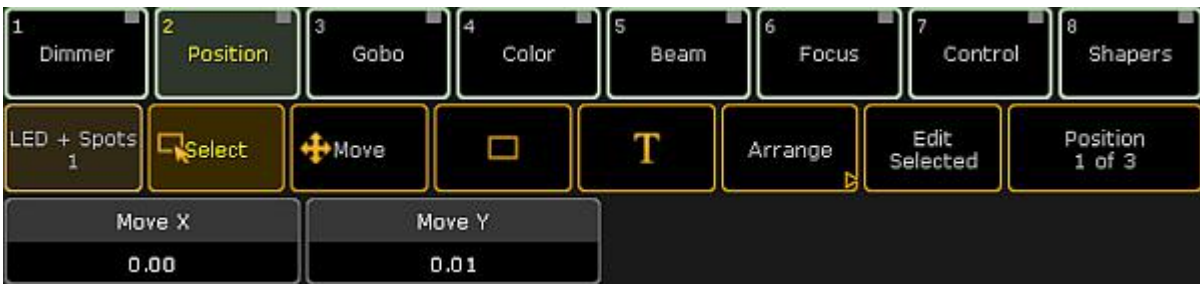 1 Dimmer
2 Position
3 Gobo
4 Color
5 Beam
6 Focus
7 Control
8 Shapers
LED + Spots
1
Select
Move
T
Arrange
Edit
Selected
Position
1 of 3
Move X
0.00
Move Y
0.01